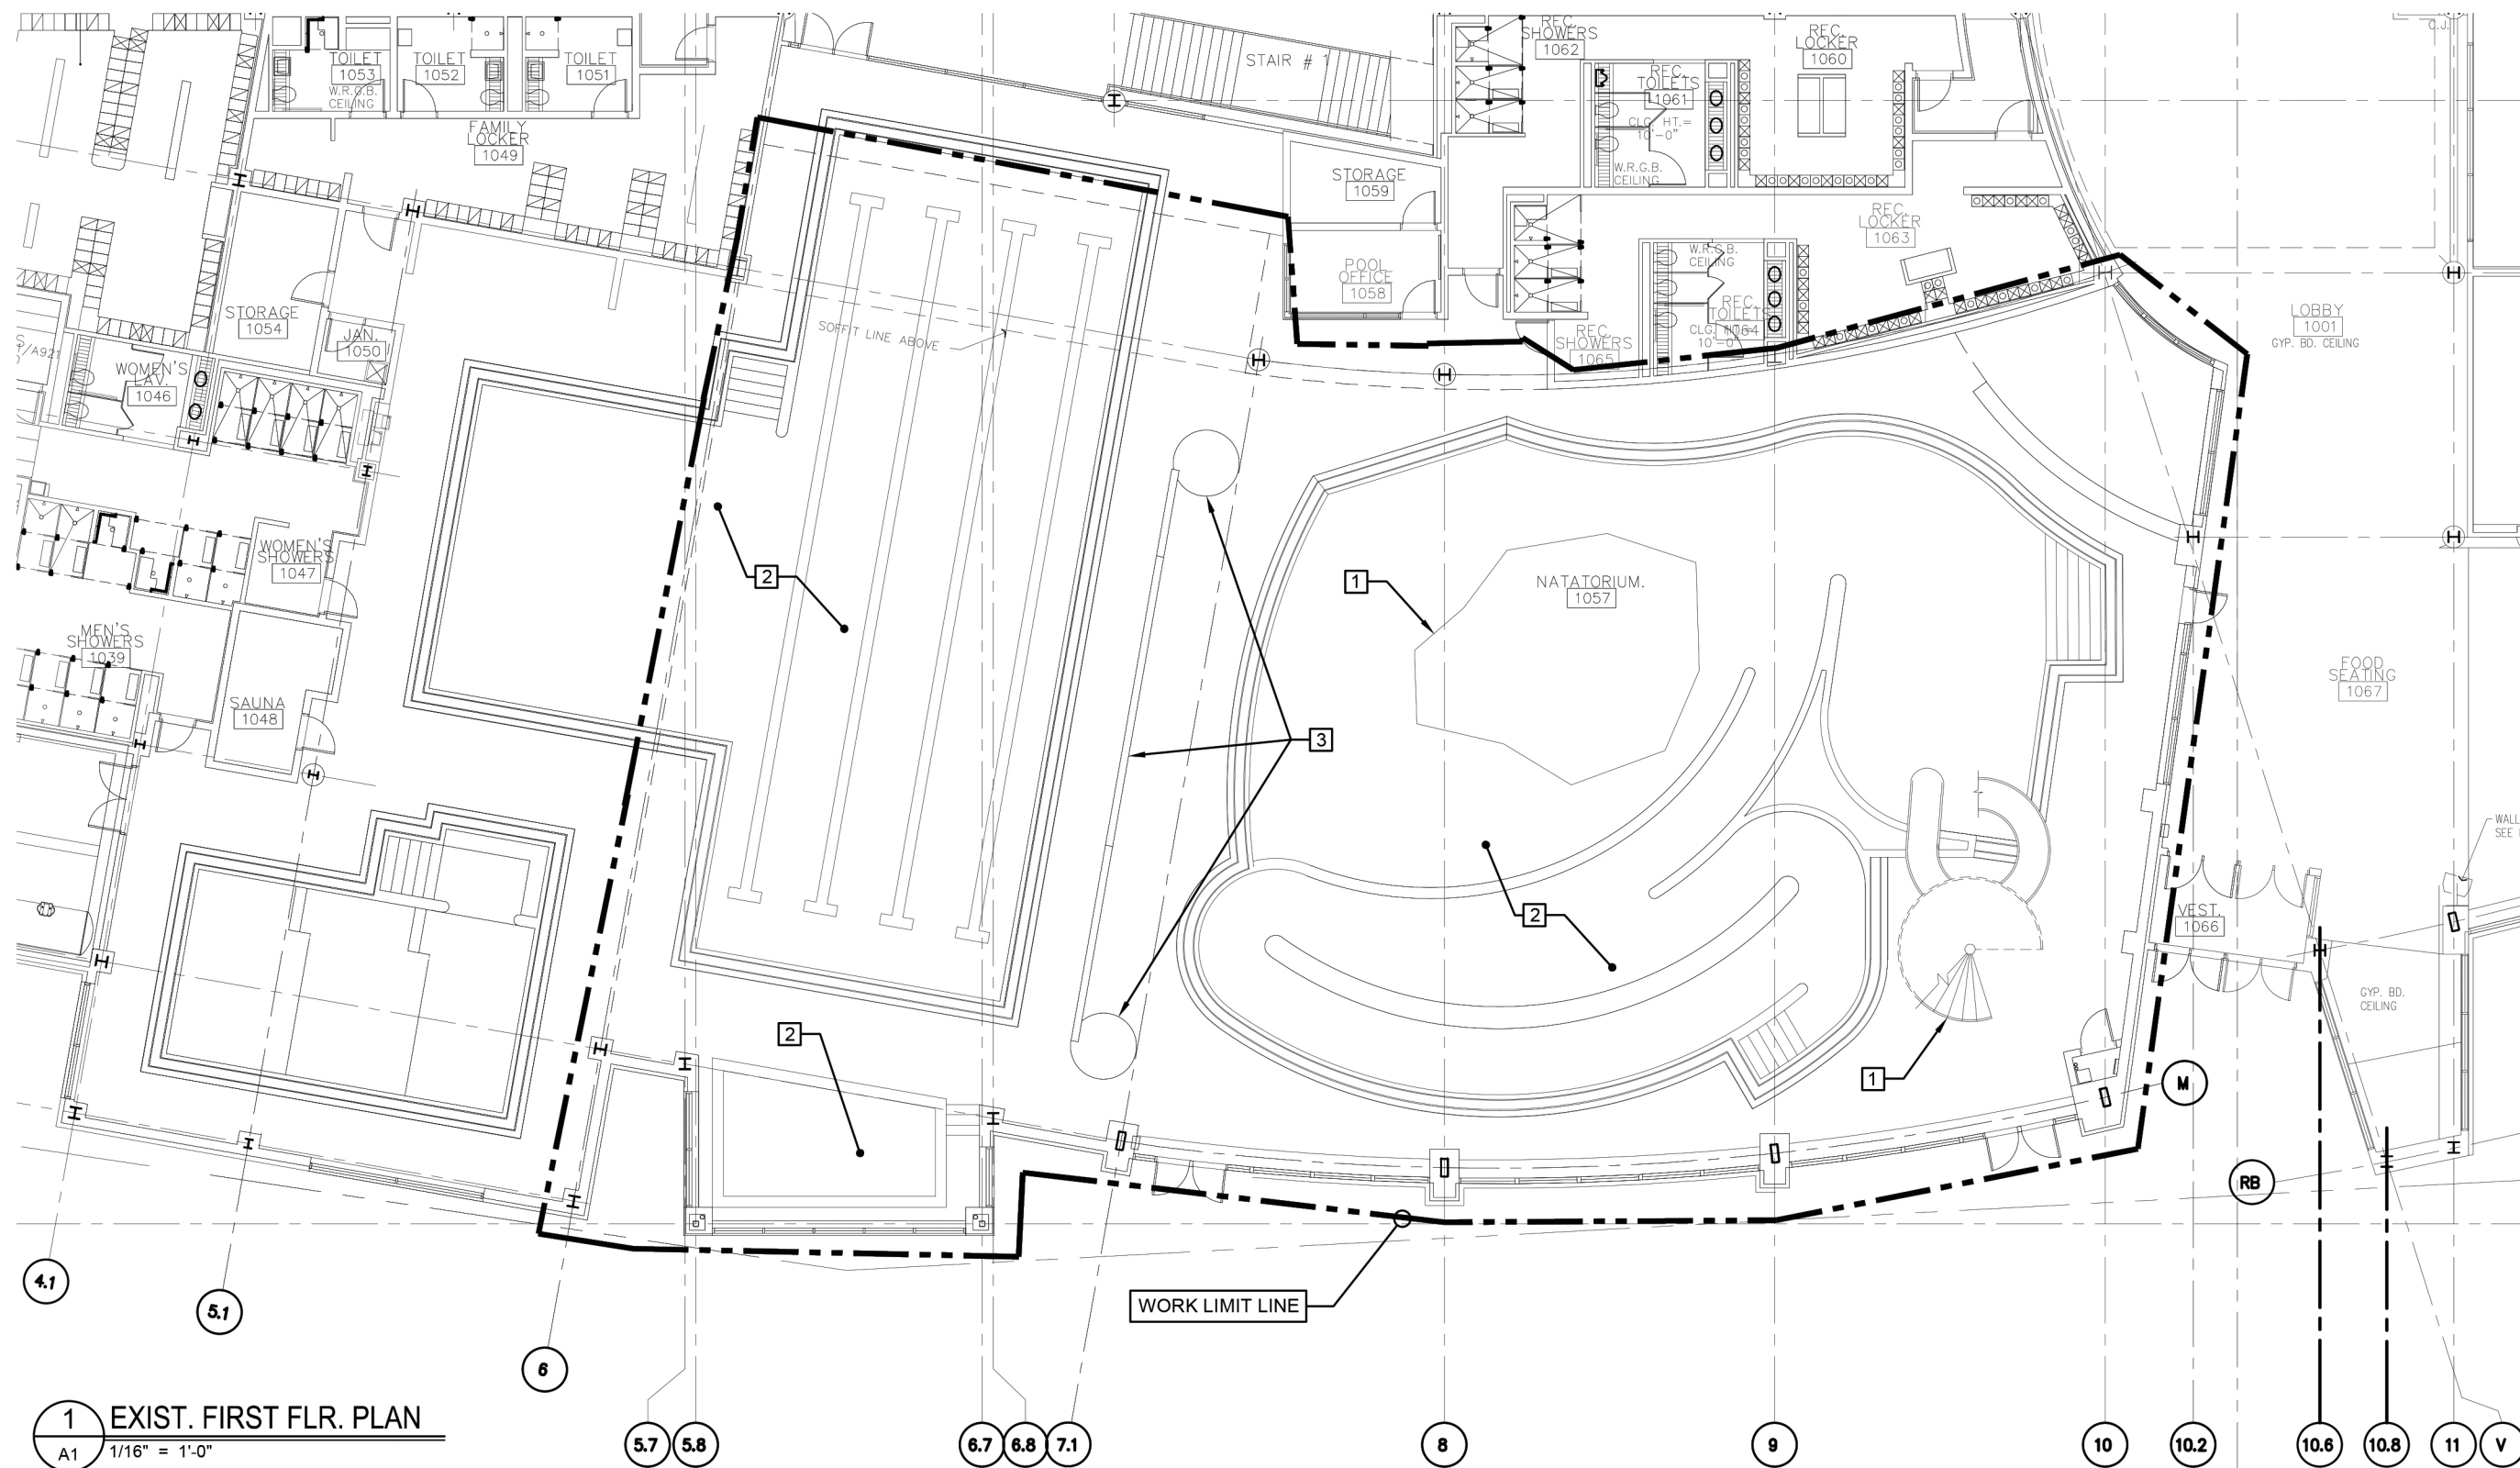 TOILET
1053
W.R.G.B.
CEILING
TOILET
1052
TOILET
1051
FAMILY
LOCKER
1049
STAIR # 1
REC.
SHOWERS
1062
REC.
TOILETS
1061
CLG. HT.=
10'-0"
W.R.G.B.
CEILING
REC.
LOCKER
1060
C.J.
STORAGE
1059
REC.
LOCKER
1063
POOL
OFFICE
1058
W.R.G.B.
CEILING
REC.
TOILETS
1064
CLG. HT.=
10'-0"
REC.
SHOWERS
1065
LOBBY
1001
GYP. BD. CEILING
STORAGE
1054
JAN.
1050
SOFFIT LINE ABOVE
/A921
WOMEN'S
LAV.
1046
WOMEN'S
SHOWERS
1047
MEN'S
SHOWERS
1039
SAUNA
1048
2
1
NATATORIUM.
1057
3
FOOD
SEATING
1067
WALL
SEE
2
VEST.
1066
GYP. BD.
CEILING
2
1
M
RB
WORK LIMIT LINE
4.1
5.1
6
5.7
5.8
6.7
6.8
7.1
8
9
10
10.2
10.6
10.8
11
V
1
A1
EXIST. FIRST FLR. PLAN
1/16" = 1'-0"